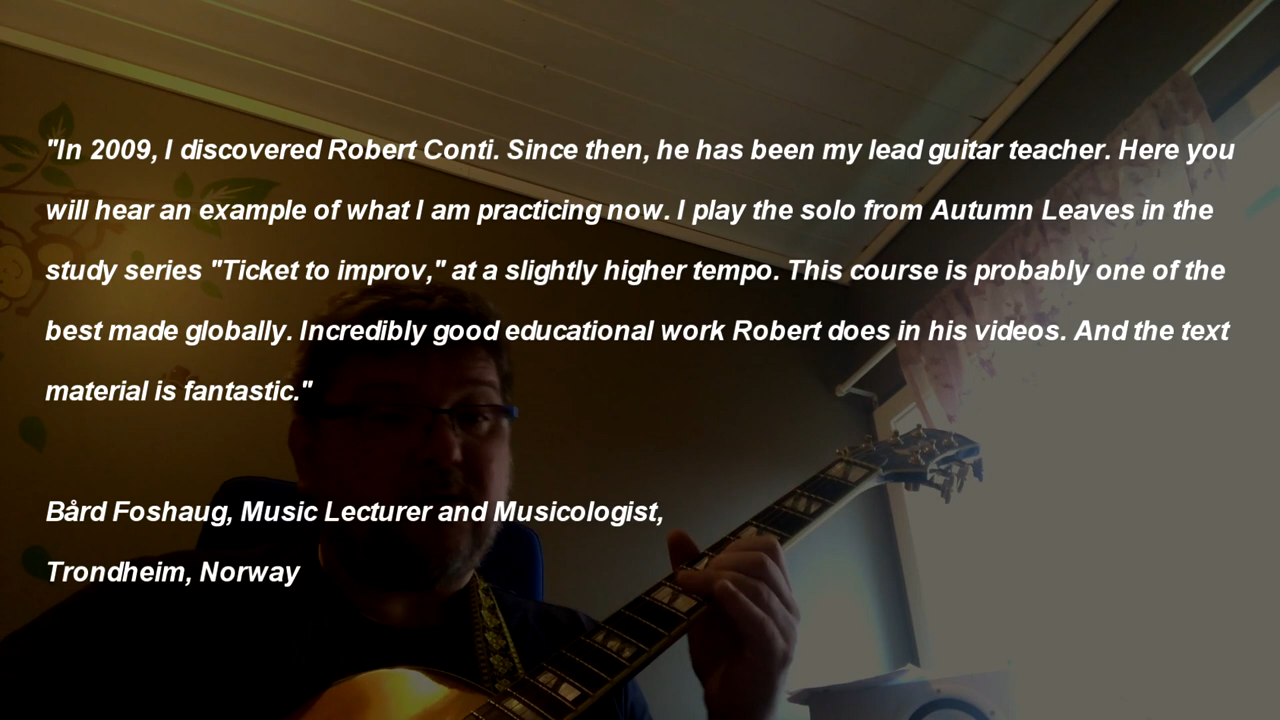 "In 2009, I discovered Robert Conti. Since then, he has been my lead guitar teacher. Here you
will hear an example of what I am practicing now. I play the solo from Autumn Leaves in the
study series "Ticket to improv," at a slightly higher tempo. This course is probably one of the
best made globally. Incredibly good educational work Robert does in his videos. And the text
material is fantastic."
Bård Foshaug, Music Lecturer and Musicologist,
Trondheim, Norway